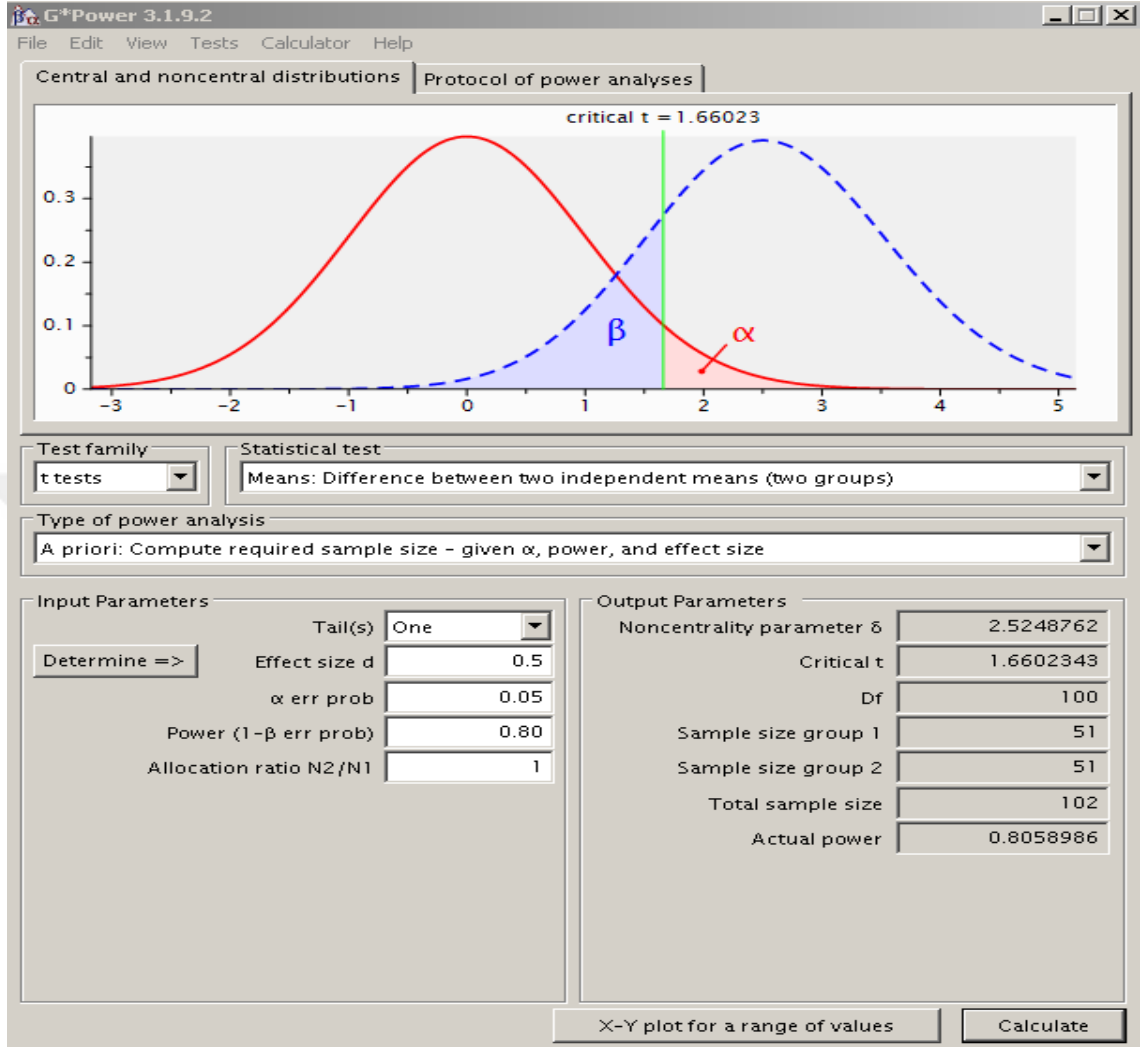 G*Power 3.1.9.2
File Edit View Tests Calculator Help
Central and noncentral distributions Protocol of power analyses
critical t = 1.66023
0.3
0.2
0.1
0
β α
-3 -2 -1 0 1 2 3 4 5
Test family Statistical test
t tests Means: Difference between two independent means (two groups)
Type of power analysis
A priori: Compute required sample size - given α, power, and effect size
Input Parameters
Tail(s) One
Determine => Effect size d 0.5
α err prob 0.05
Power (1-β err prob) 0.80
Allocation ratio N2/N1 1
Output Parameters
Noncentrality parameter δ 2.5248762
Critical t 1.6602343
Df 100
Sample size group 1 51
Sample size group 2 51
Total sample size 102
Actual power 0.8058986
X-Y plot for a range of values Calculate